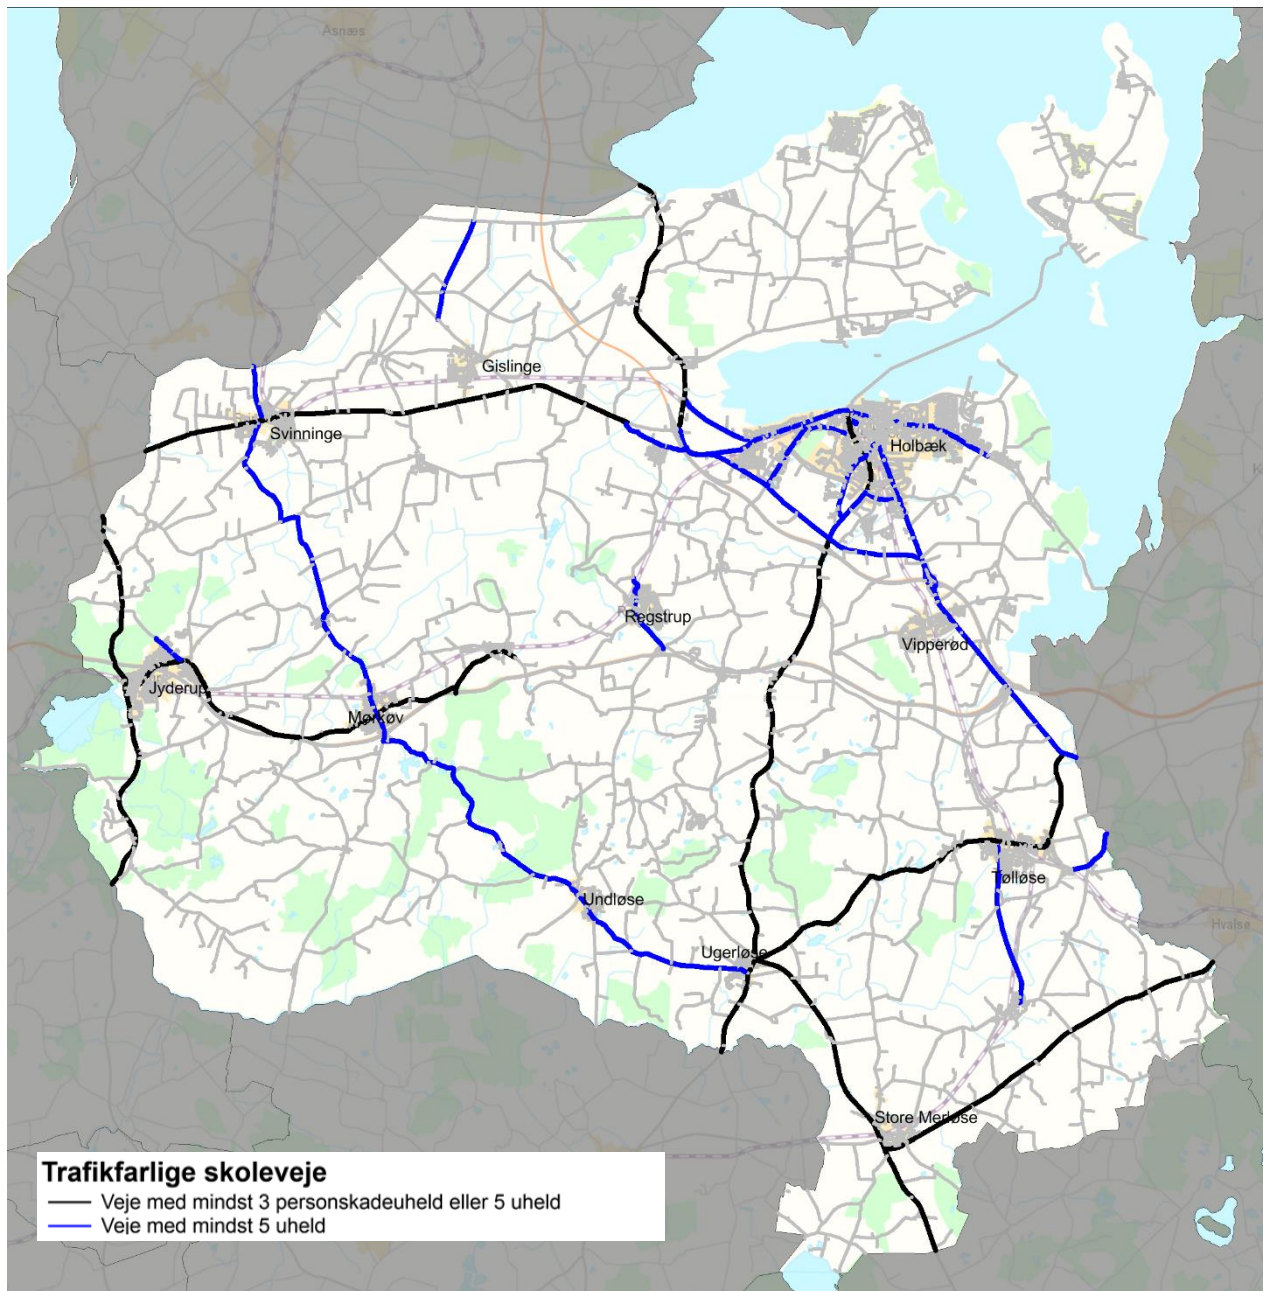 Asnæs
Gislinge
Svinninge
Holbæk
Regstrup
Vipperød
Jyderup
Mørkøv
Tølløse
Undløse
Hvalsø
Ugerløse
Store Merløse
Trafikfarlige skoleveje
Veje med mindst 3 personskadeuheld eller 5 uheld
Veje med mindst 5 uheld